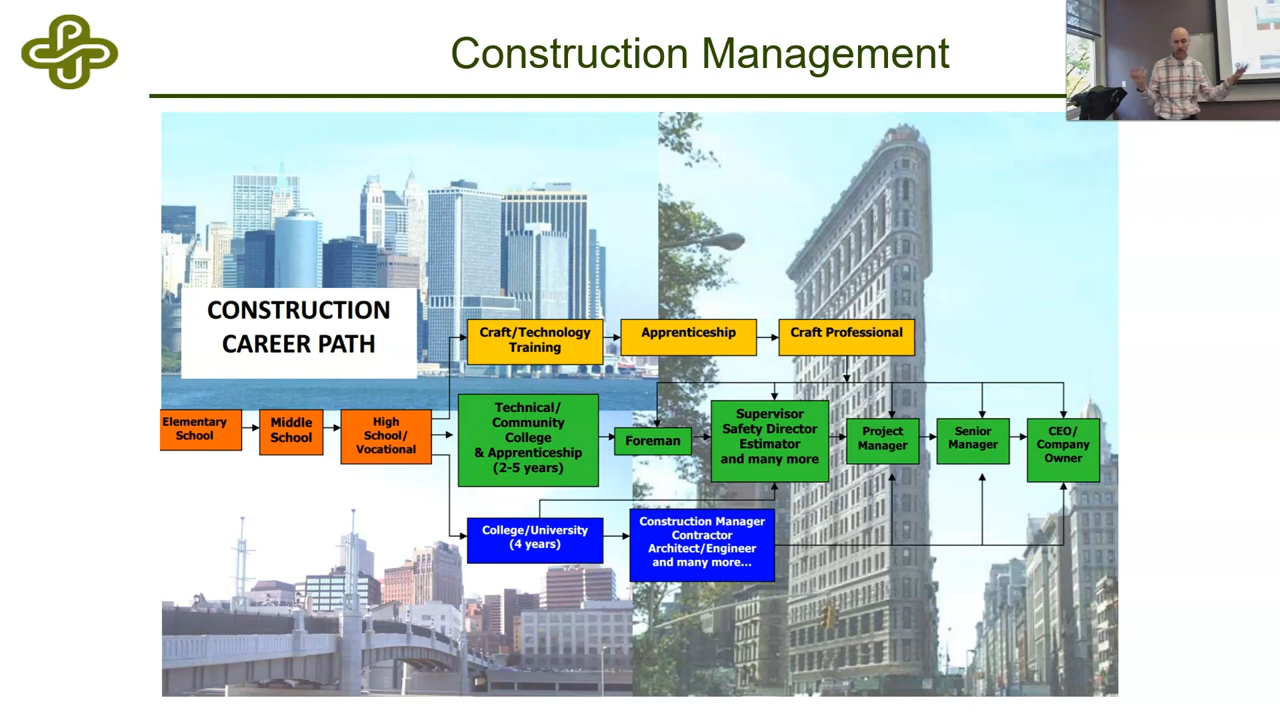 Construction Management
CONSTRUCTION
CAREER PATH
Craft/Technology
Training
Apprenticeship
Craft Professional
Elementary
School
Middle
School
High
School/
Vocational
Technical/
Community
College
& Apprenticeship
(2-5 years)
Foreman
Supervisor
Safety Director
Estimator
and many more
Project
Manager
Senior
Manager
CEO/
Company
Owner
College/University
(4 years)
Construction Manager
Contractor
Architect/Engineer
and many more...